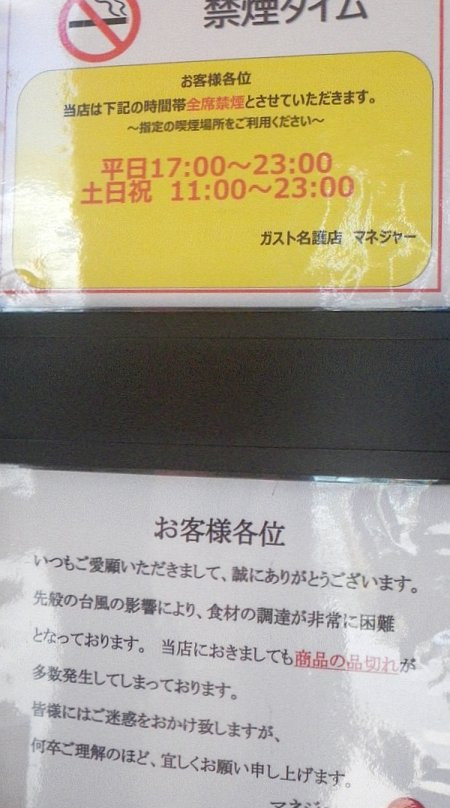 禁煙タイム
お客様各位
当店は下記の時間帯全席禁煙とさせていただきます。
～指定の喫煙場所をご利用ください～
平日17:00～23:00
土日祝 11:00～23:00
ガスト名護店 マネジャー
お客様各位
いつもご愛顧いただきまして、誠にありがとうございます。
先般の台風の影響により、食材の調達が非常に困難
となっております。 当店におきましても商品の品切れが
多数発生してしまっております。
皆様にはご迷惑をおかけ致しますが、
何卒ご理解のほど、宜しくお願い申し上げます。
マネジャー